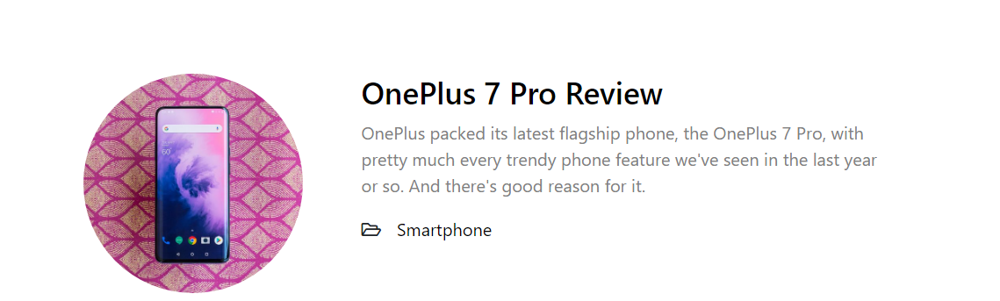 OnePlus 7 Pro Review
OnePlus packed its latest flagship phone, the OnePlus 7 Pro, with
pretty much every trendy phone feature we've seen in the last year
or so. And there's good reason for it.
Smartphone